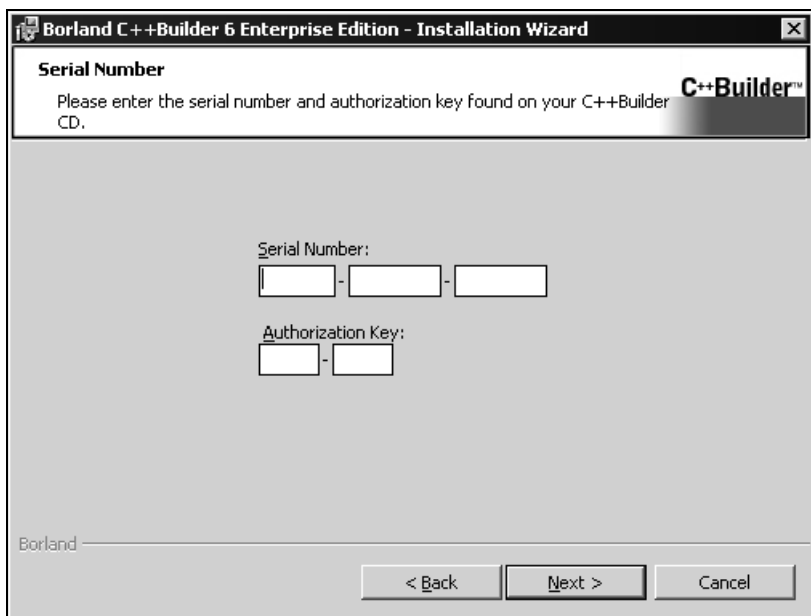 Borland C++Builder 6 Enterprise Edition - Installation Wizard
Serial Number
Please enter the serial number and authorization key found on your C++Builder
CD.
C++Builder™
Serial Number:
- -
Authorization Key:
-
Borland
< Back Next > Cancel